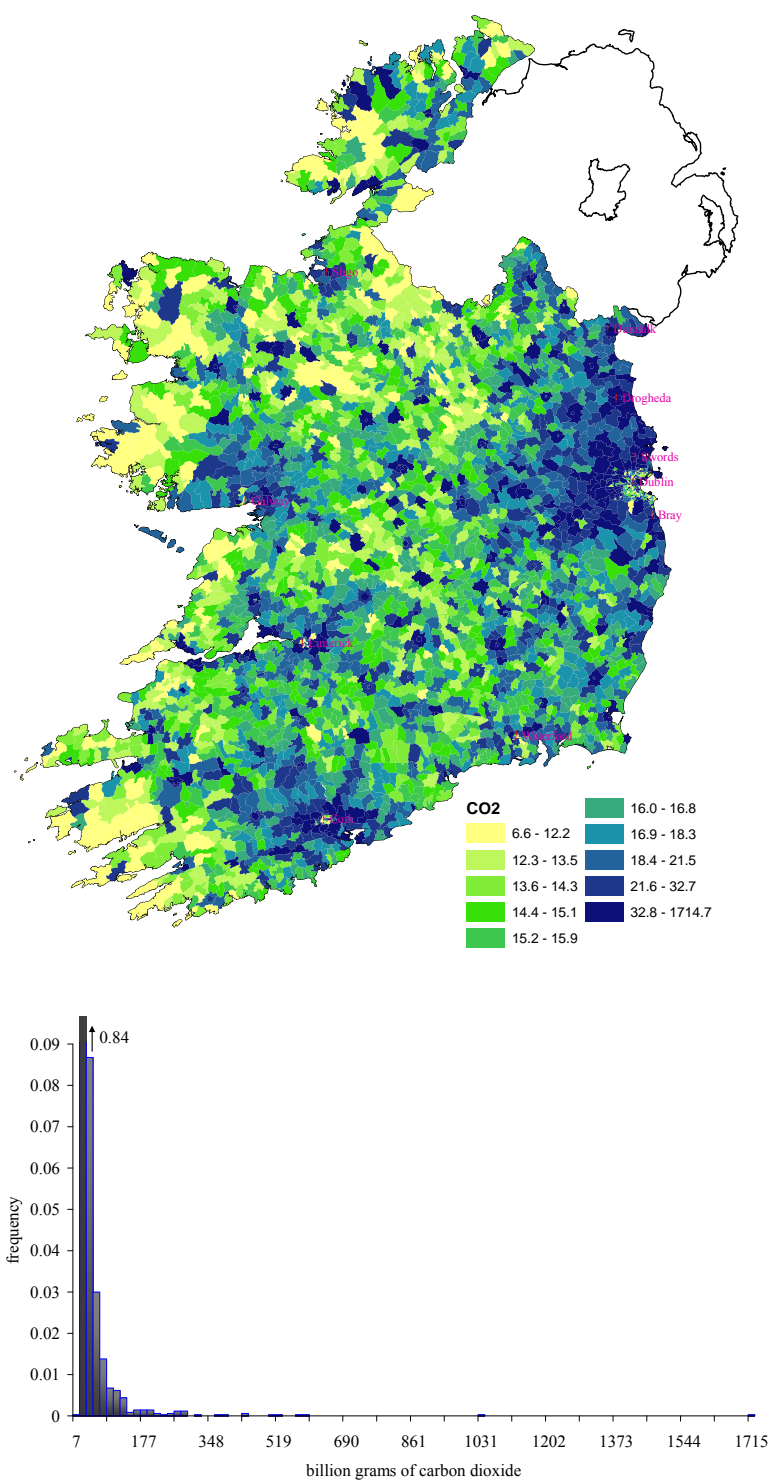 Sligo
Dundalk
Drogheda
Swords
Dublin
Galway
Bray
Limerick
Waterford
Cork
CO2
6.6 - 12.2
12.3 - 13.5
13.6 - 14.3
14.4 - 15.1
15.2 - 15.9
16.0 - 16.8
16.9 - 18.3
18.4 - 21.5
21.6 - 32.7
32.8 - 1714.7
0.84
0.09
0.08
0.07
0.06
0.05
0.04
0.03
0.02
0.01
0
frequency
7 177 348 519 690 861 1031 1202 1373 1544 1715
billion grams of carbon dioxide